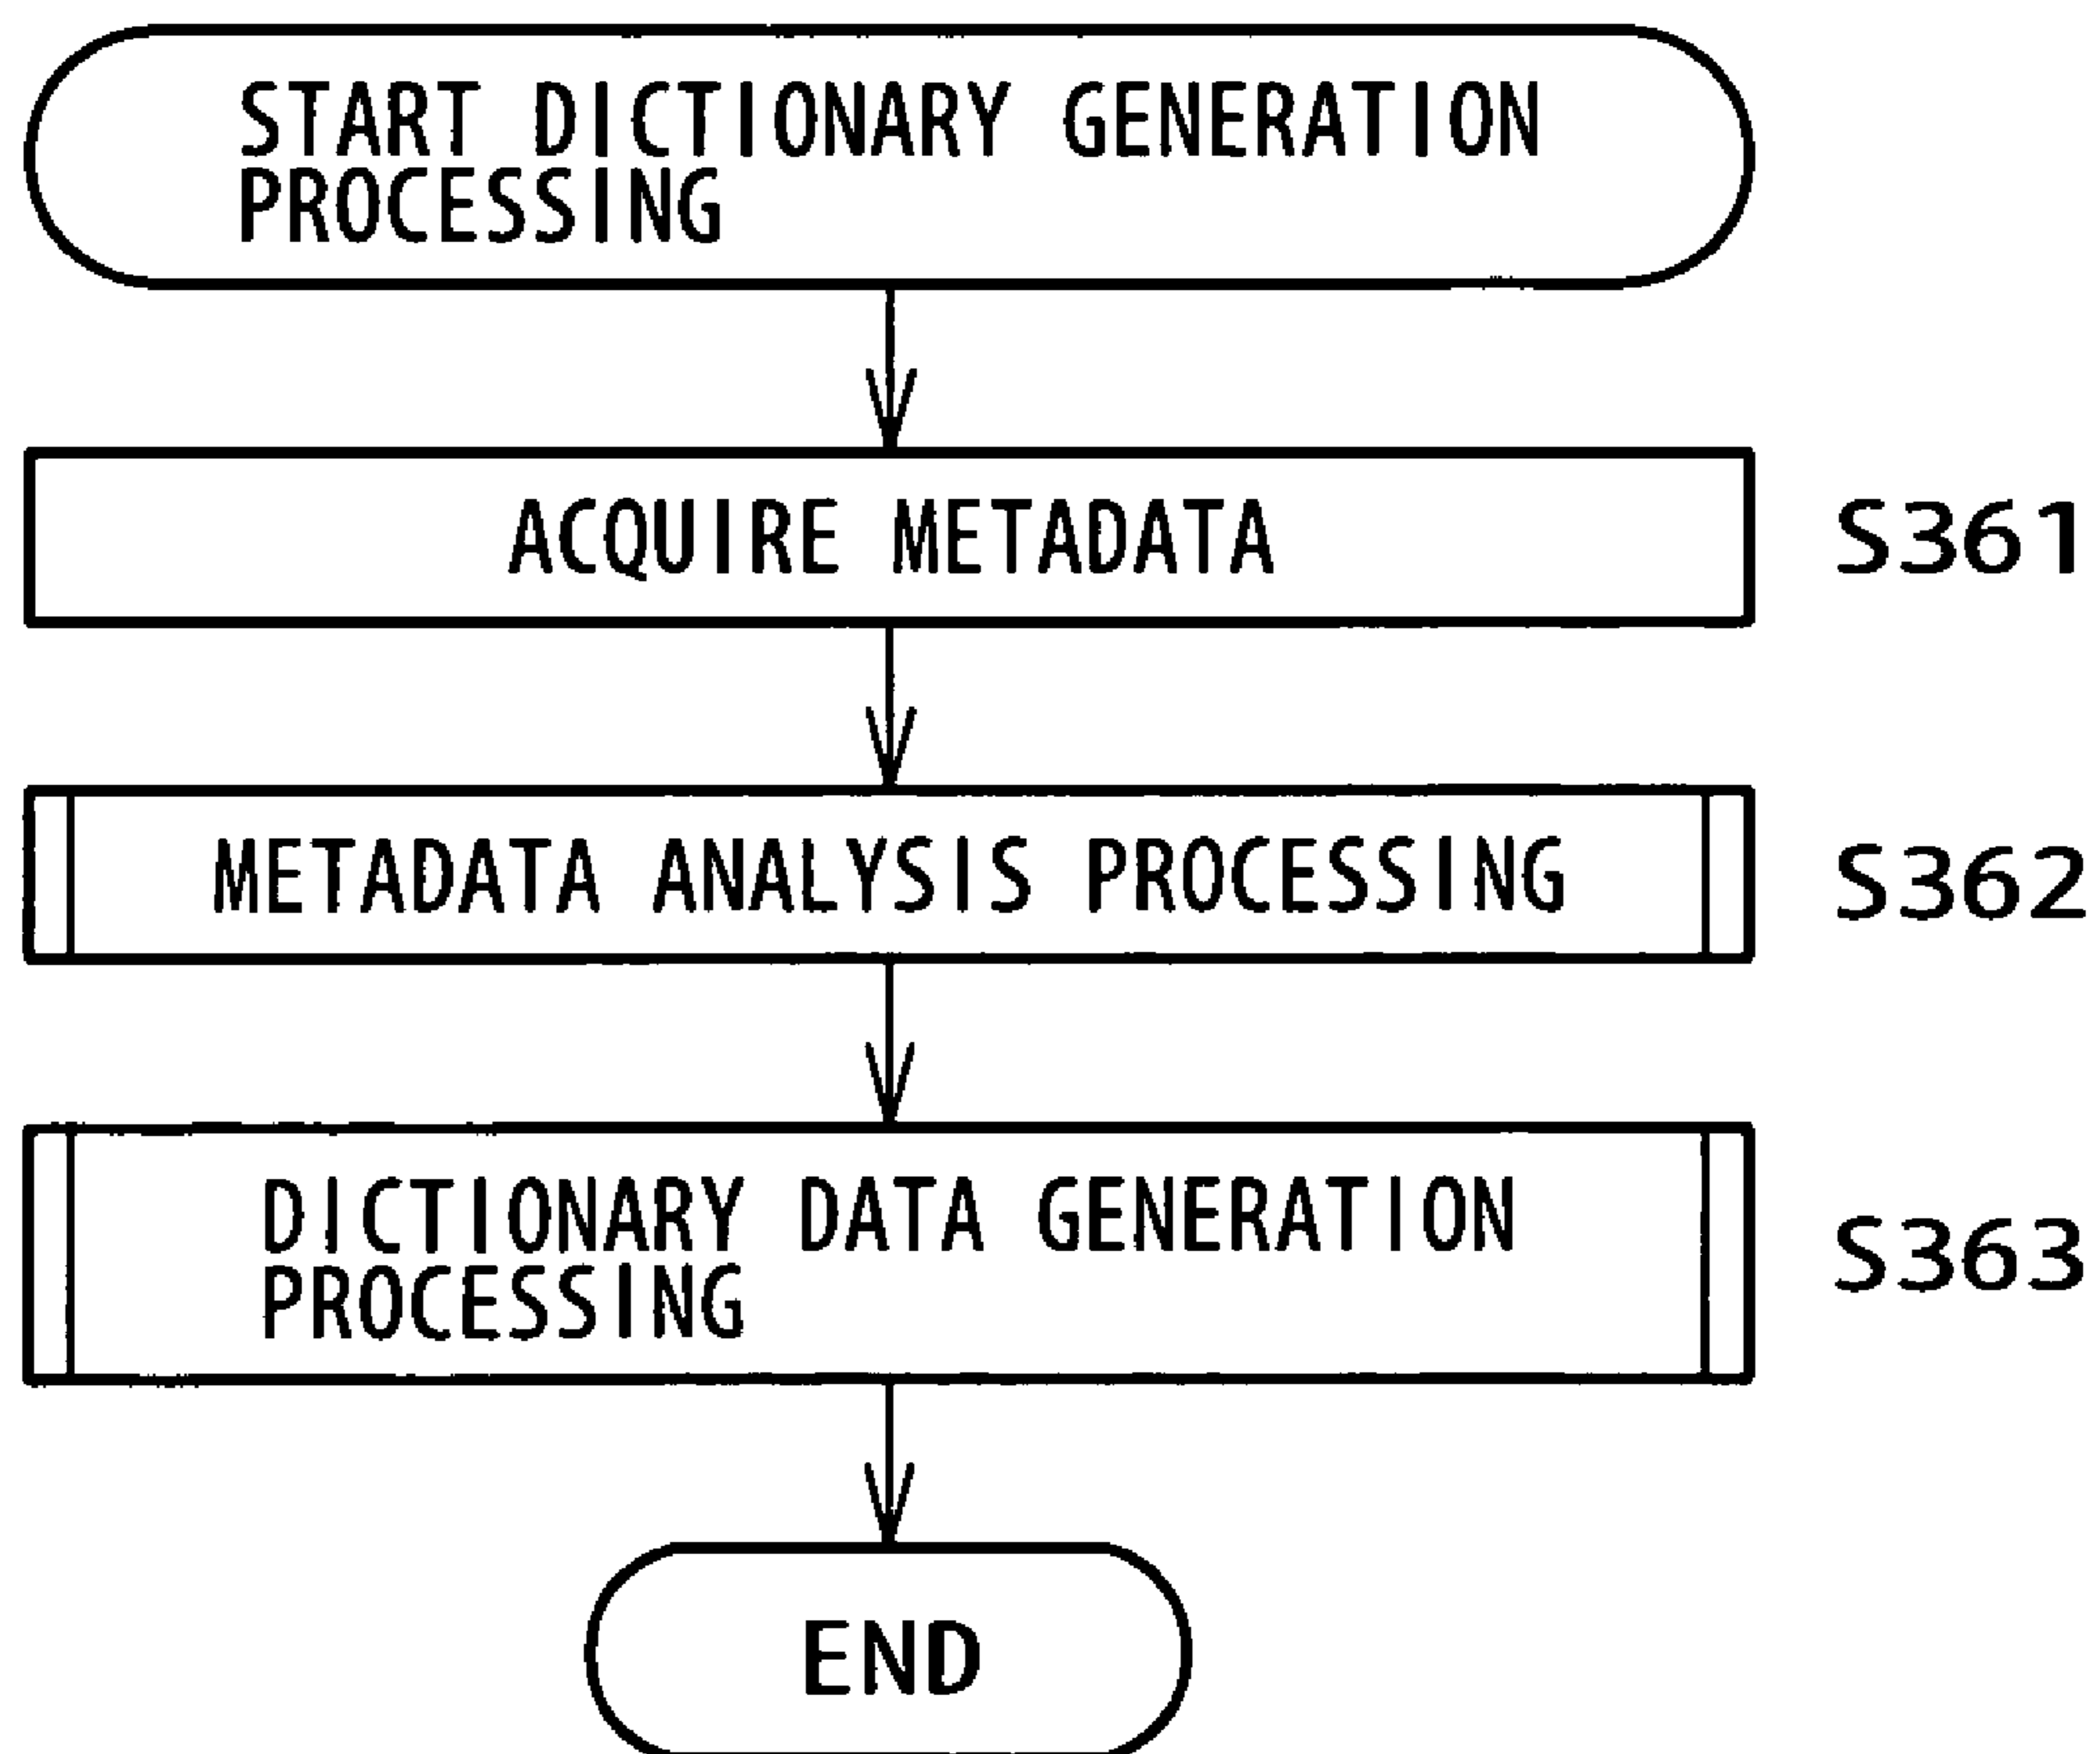 START DICTIONARY GENERATION
PROCESSING
ACQUIRE METADATA
S361
METADATA ANALYSIS PROCESSING
S362
DICTIONARY DATA GENERATION
PROCESSING
S363
END